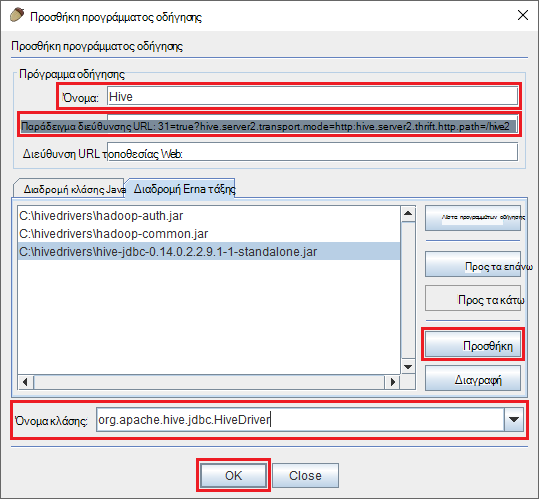 Προσθήκη προγράμματος οδήγησης
Προσθήκη προγράμματος οδήγησης
Πρόγραμμα οδήγησης
Όνομα: Hive
Παράδειγμα διεύθυνσης URL: 31=true?hive.server2.transport.mode=http:hive.server2.thrift.http.path=/hive2
Διεύθυνση URL τοποθεσίας Web:
Διαδρομή κλάσης Java Διαδρομή Erna τάξης
C:\hivedrivers\hadoop-auth.jar
C:\hivedrivers\hadoop-common.jar
C:\hivedrivers\hive-jdbc-0.14.0.2.2.9.1-1-standalone.jar
Λίστα προγραμμάτων οδήγησης
Προς τα επάνω
Προς τα κάτω
Προσθήκη
Διαγραφή
Όνομα κλάσης: org.apache.hive.jdbc.HiveDriver
OK Close